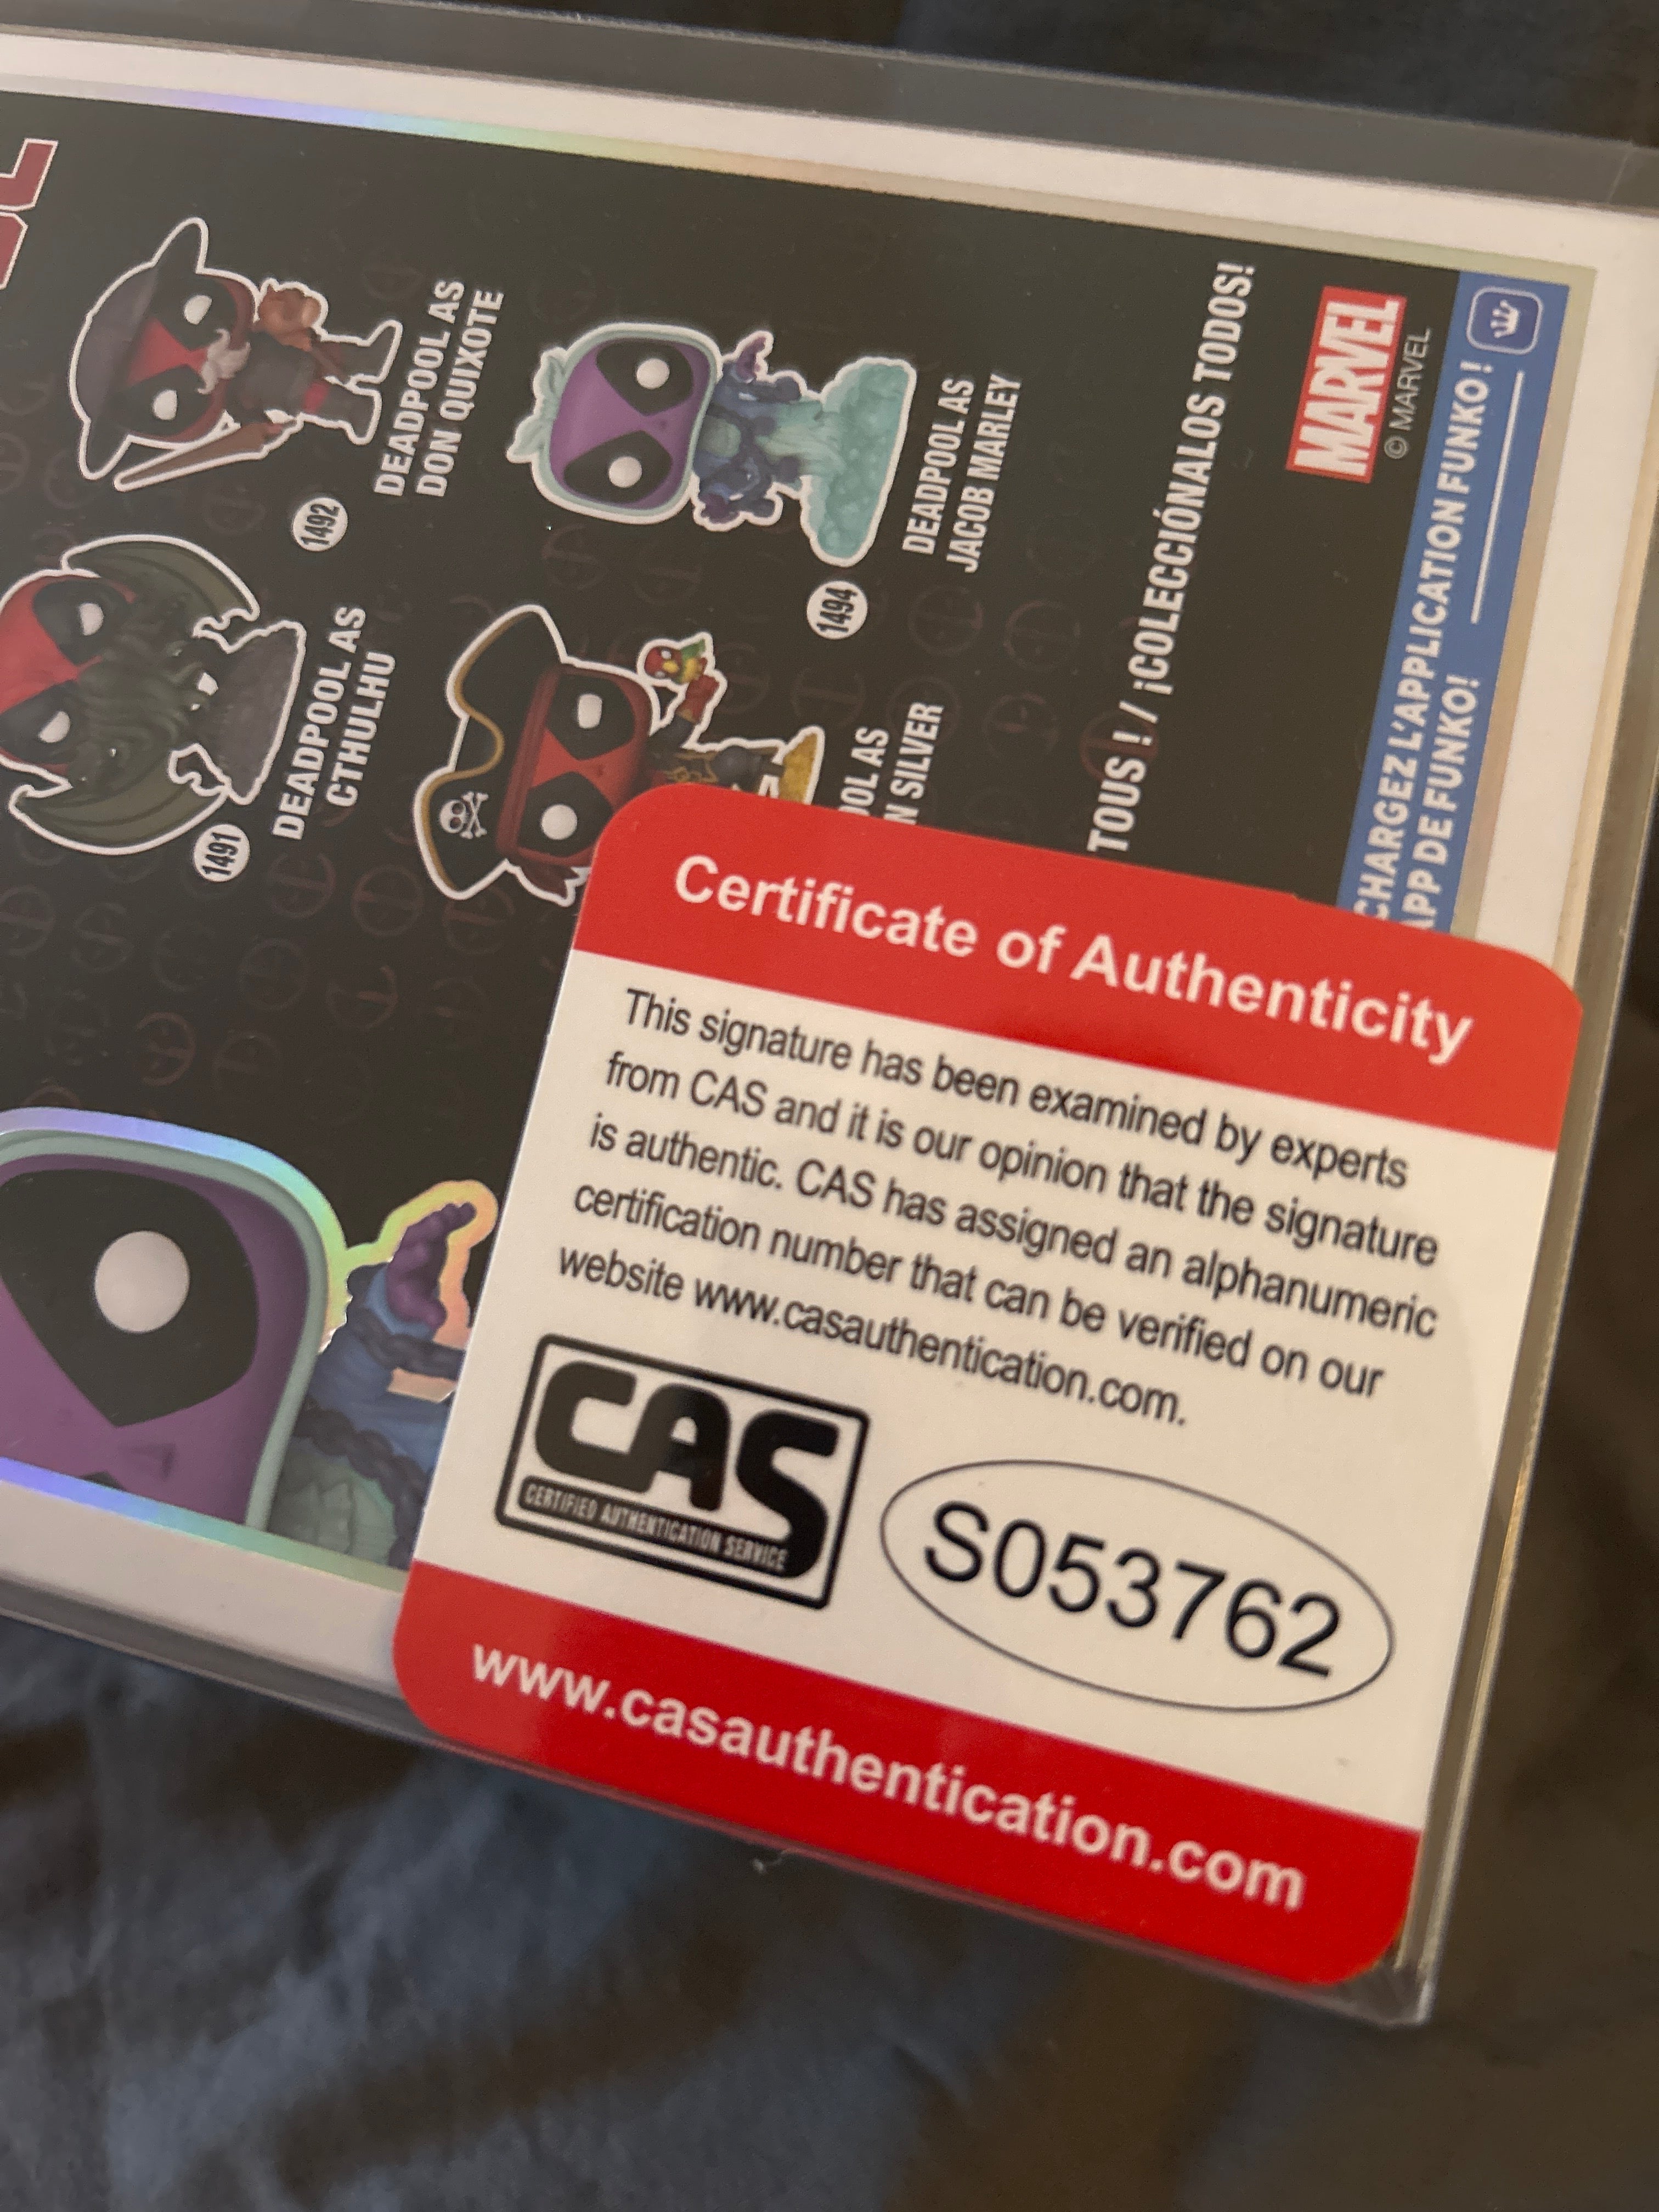 DEADPOOL AS
DON QUIXOTE
1492
DEADPOOL AS
CTHULHU
1491
DEADPOOL AS
JACOB MARLEY
1494
AS
SILVER
TOUS ! / ¡COLECCIÓNALOS TODOS!
MARVEL
© MARVEL
CHARGEZ L'APPLICATION FUNKO !
APP DE FUNKO!
Certificate of Authenticity
This signature has been examined by experts
from CAS and it is our opinion that the signature
is authentic. CAS has assigned an alphanumeric
certification number that can be verified on our
website www.casauthentication.com.
CAS
CERTIFIED AUTHENTICATION SERVICE
S053762
www.casauthentication.com